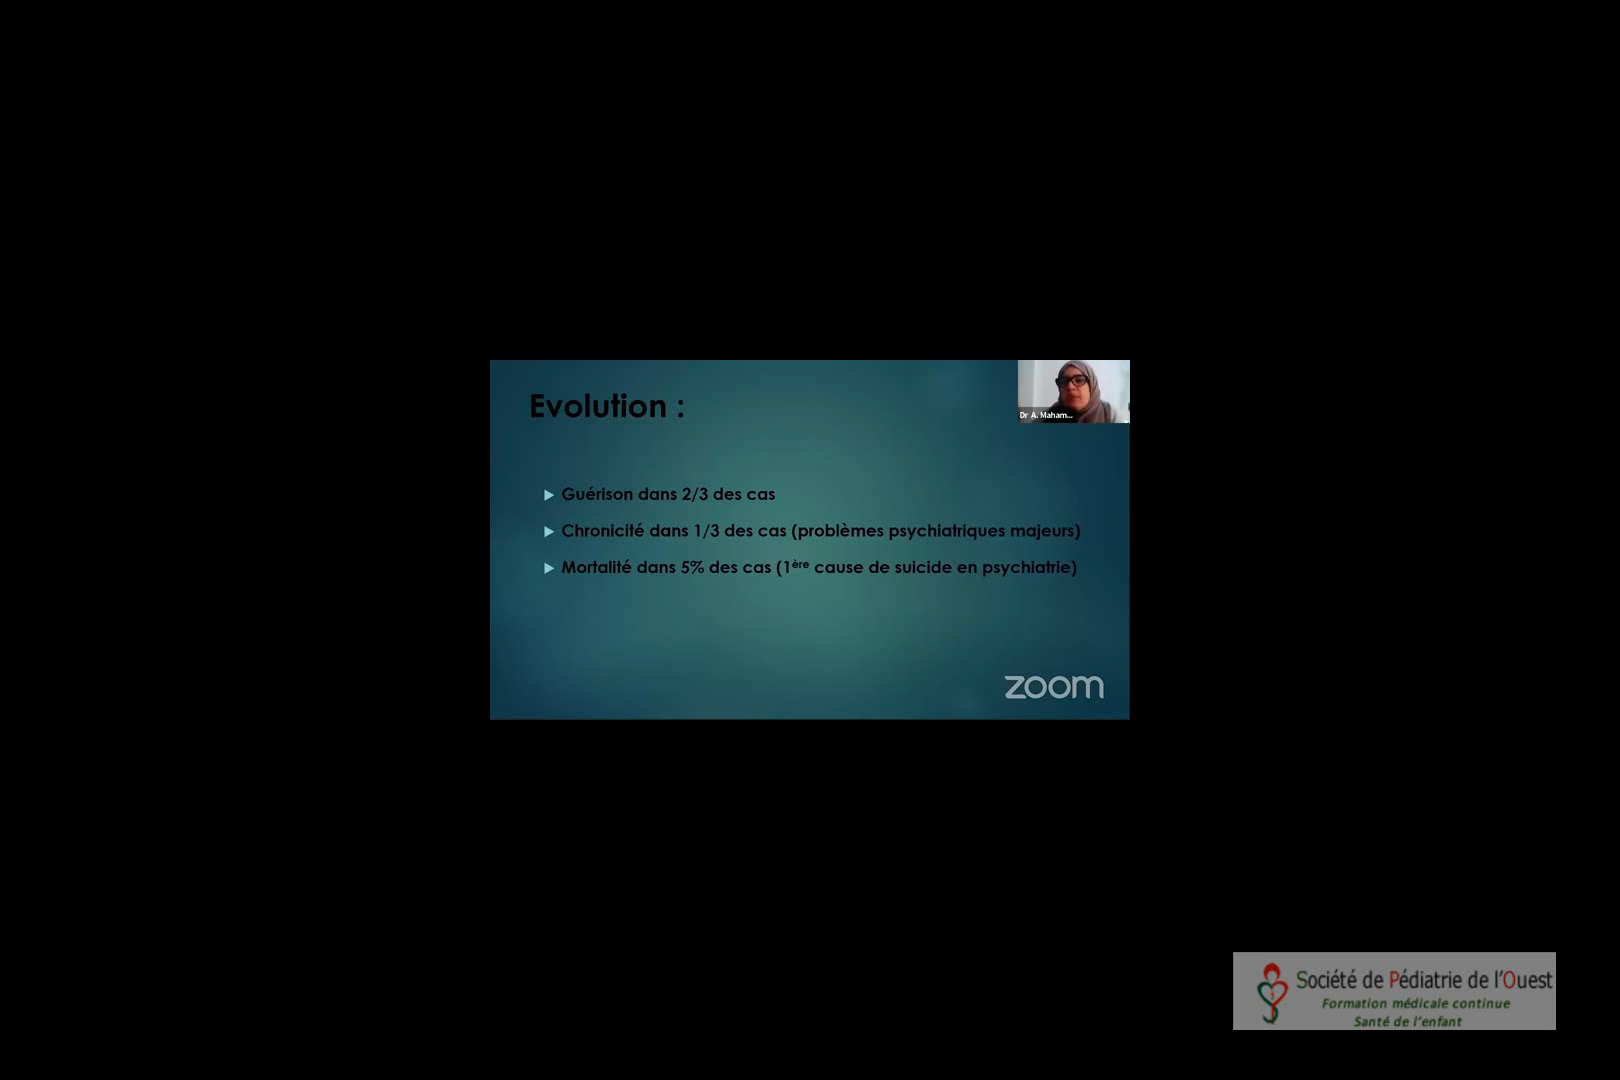 Evolution :
Dr A. Maham...
Guérison dans 2/3 des cas
Chronicité dans 1/3 des cas (problèmes psychiatriques majeurs)
Mortalité dans 5% des cas (1ère cause de suicide en psychiatrie)
zoom
Société de Pédiatrie de l'Ouest
Formation médicale continue
Santé de l'enfant